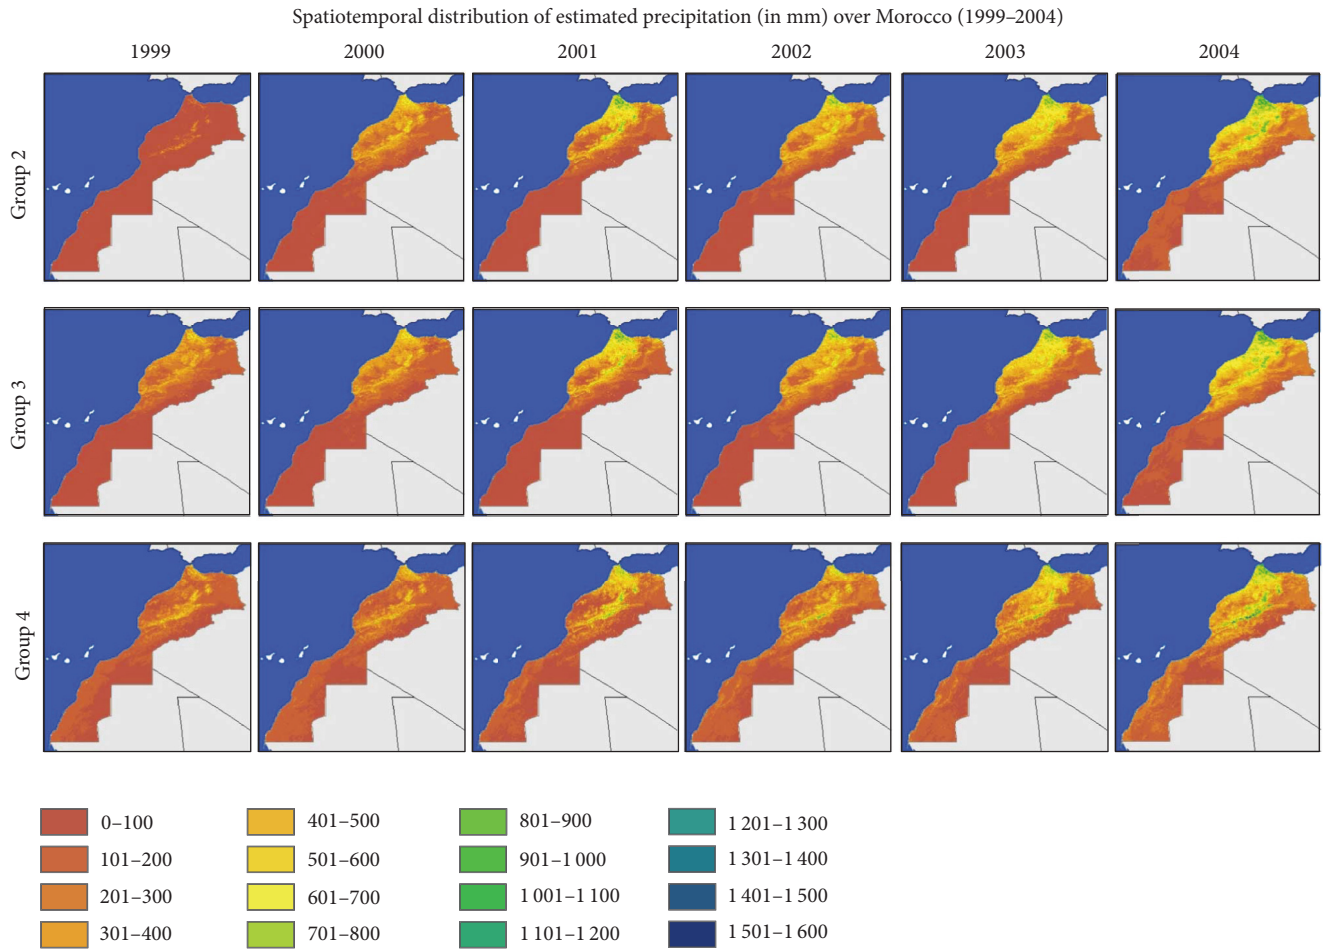 Spatiotemporal distribution of estimated precipitation (in mm) over Morocco (1999–2004)
1999 2000 2001 2002 2003 2004
Group 2
Group 3
Group 4
0–100 401–500 801–900 1 201–1 300
101–200 501–600 901–1 000 1 301–1 400
201–300 601–700 1 001–1 100 1 401–1 500
301–400 701–800 1 101–1 200 1 501–1 600